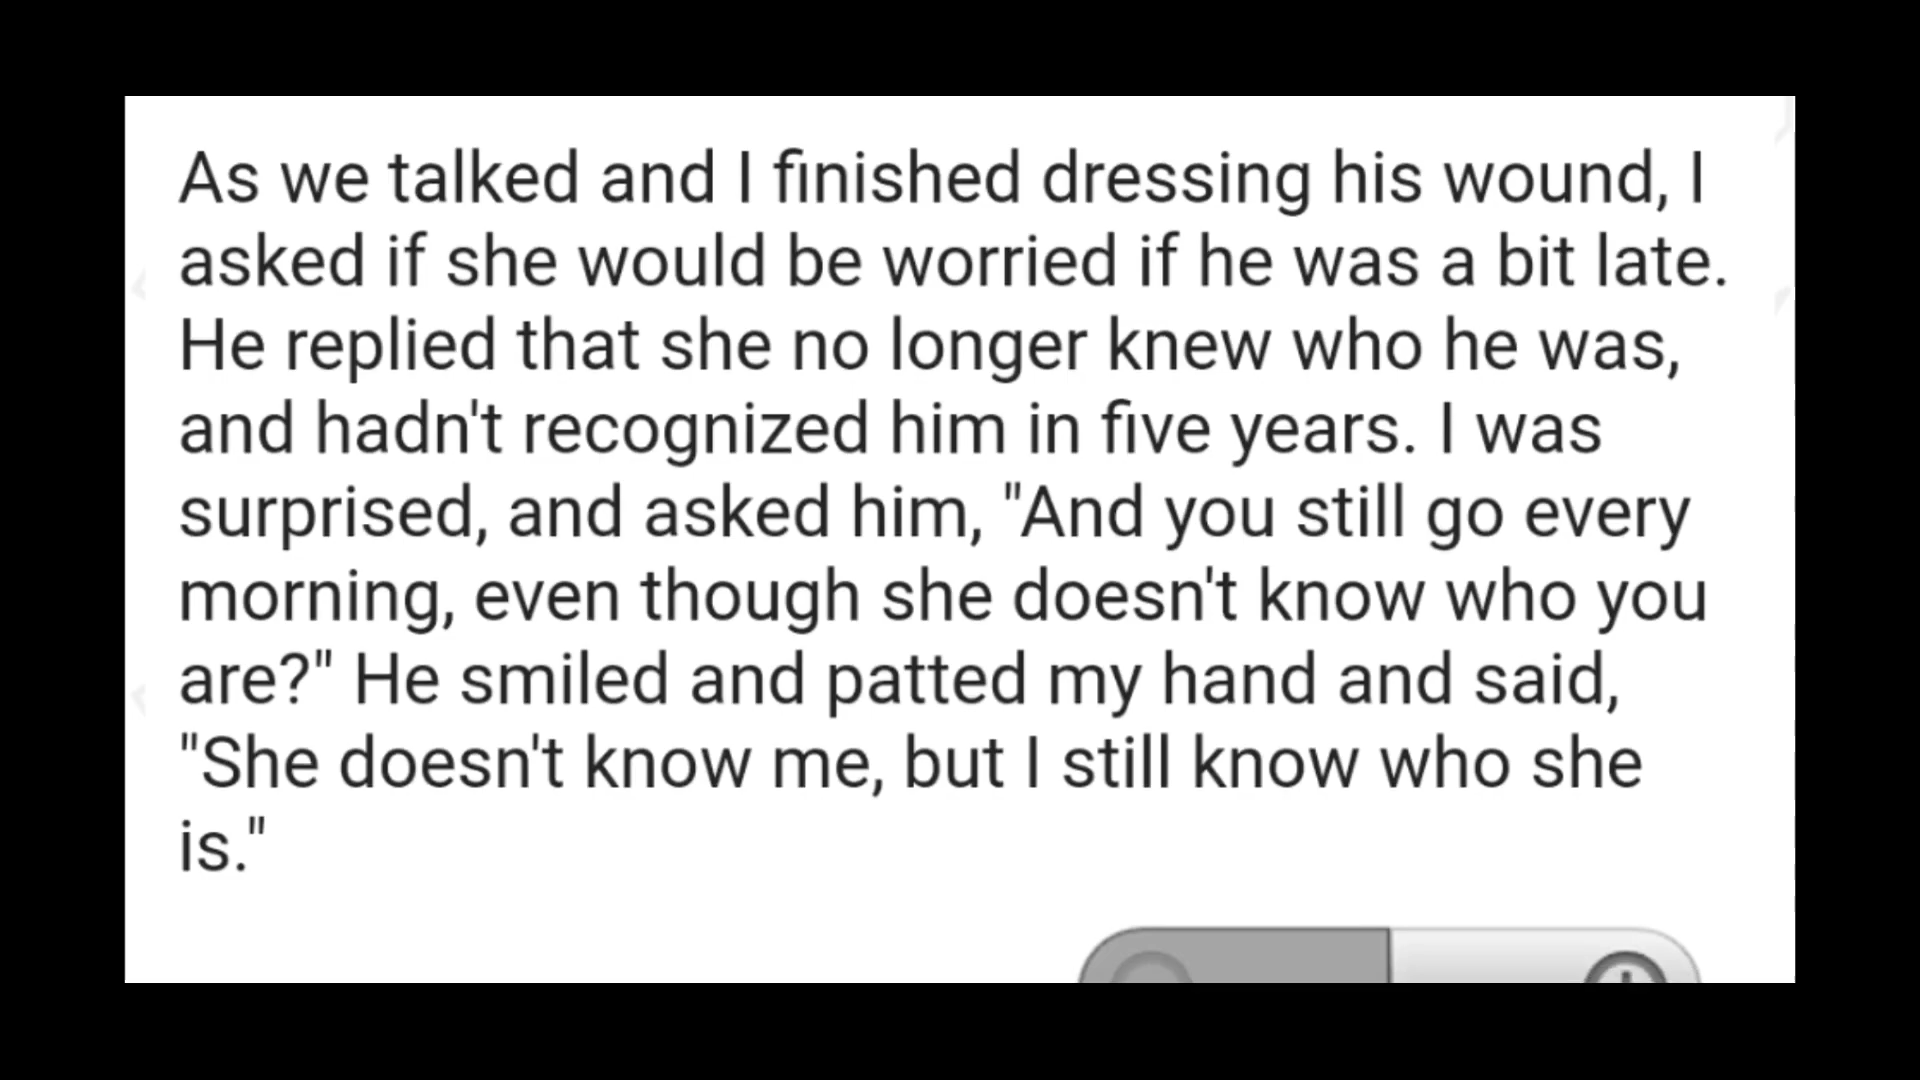 As we talked and I finished dressing his wound, I
asked if she would be worried if he was a bit late.
He replied that she no longer knew who he was,
and hadn't recognized him in five years. I was
surprised, and asked him, "And you still go every
morning, even though she doesn't know who you
are?" He smiled and patted my hand and said,
"She doesn't know me, but I still know who she
is."